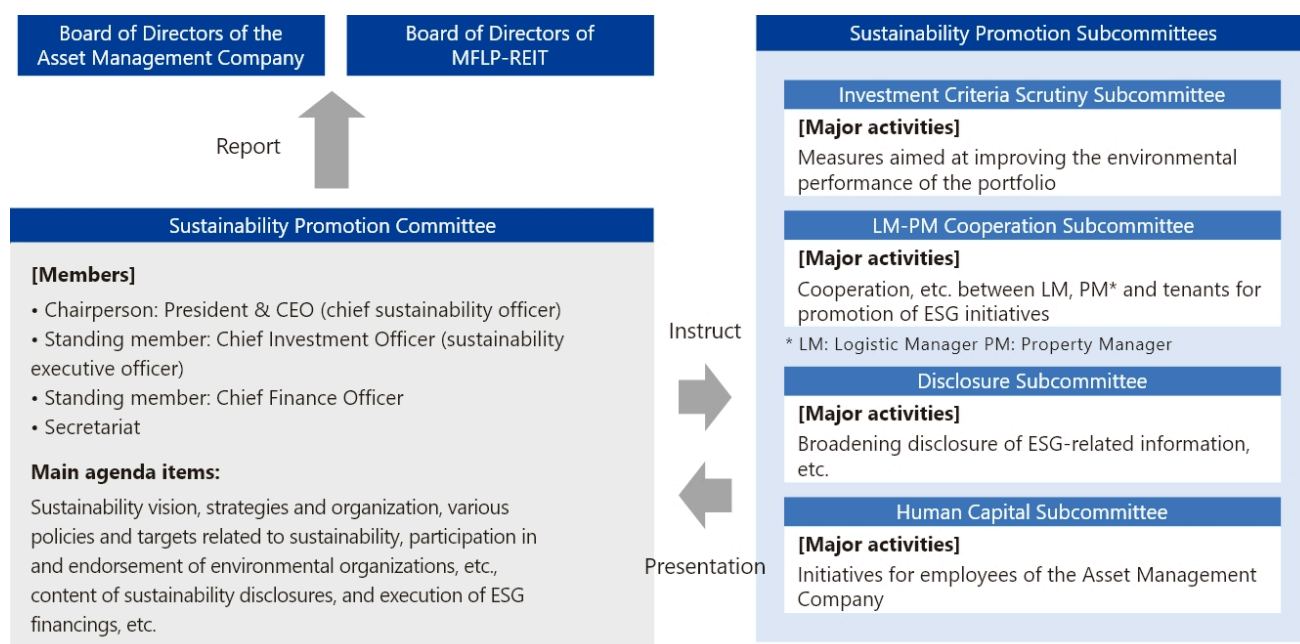 Board of Directors of the
Asset Management Company
Board of Directors of
MFLP-REIT
Report
Sustainability Promotion Committee
[Members]
• Chairperson: President & CEO (chief sustainability officer)
• Standing member: Chief Investment Officer (sustainability
executive officer)
• Standing member: Chief Finance Officer
• Secretariat
Main agenda items:
Sustainability vision, strategies and organization, various
policies and targets related to sustainability, participation in
and endorsement of environmental organizations, etc.,
content of sustainability disclosures, and execution of ESG
financings, etc.
Instruct
Presentation
Sustainability Promotion Subcommittees
Investment Criteria Scrutiny Subcommittee
[Major activities]
Measures aimed at improving the environmental
performance of the portfolio
LM-PM Cooperation Subcommittee
[Major activities]
Cooperation, etc. between LM, PM* and tenants for
promotion of ESG initiatives
* LM: Logistic Manager PM: Property Manager
Disclosure Subcommittee
[Major activities]
Broadening disclosure of ESG-related information,
etc.
Human Capital Subcommittee
[Major activities]
Initiatives for employees of the Asset Management
Company